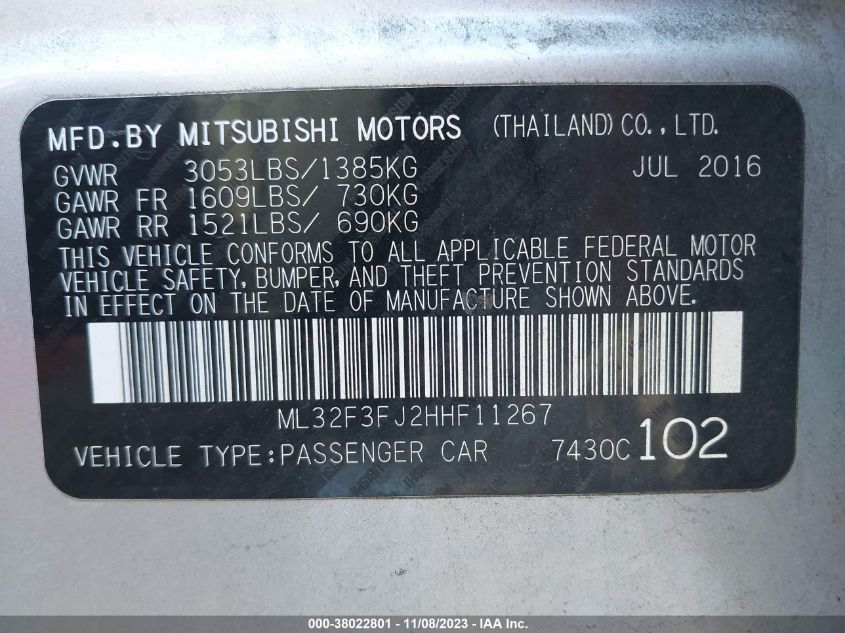 MFD.BY MITSUBISHI MOTORS (THAILAND) CO.,LTD.
GVWR 3053LBS/1385KG JUL 2016
GAWR FR 1609LBS/ 730KG
GAWR RR 1521LBS/ 690KG
THIS VEHICLE CONFORMS TO ALL APPLICABLE FEDERAL MOTOR
VEHICLE SAFETY, BUMPER, AND THEFT PREVENTION STANDARDS
IN EFFECT ON THE DATE OF MANUFACTURE SHOWN ABOVE.
ML32F3FJ2HHF11267
VEHICLE TYPE:PASSENGER CAR 7430C 102
000-38022801 - 11/08/2023 - IAA Inc.